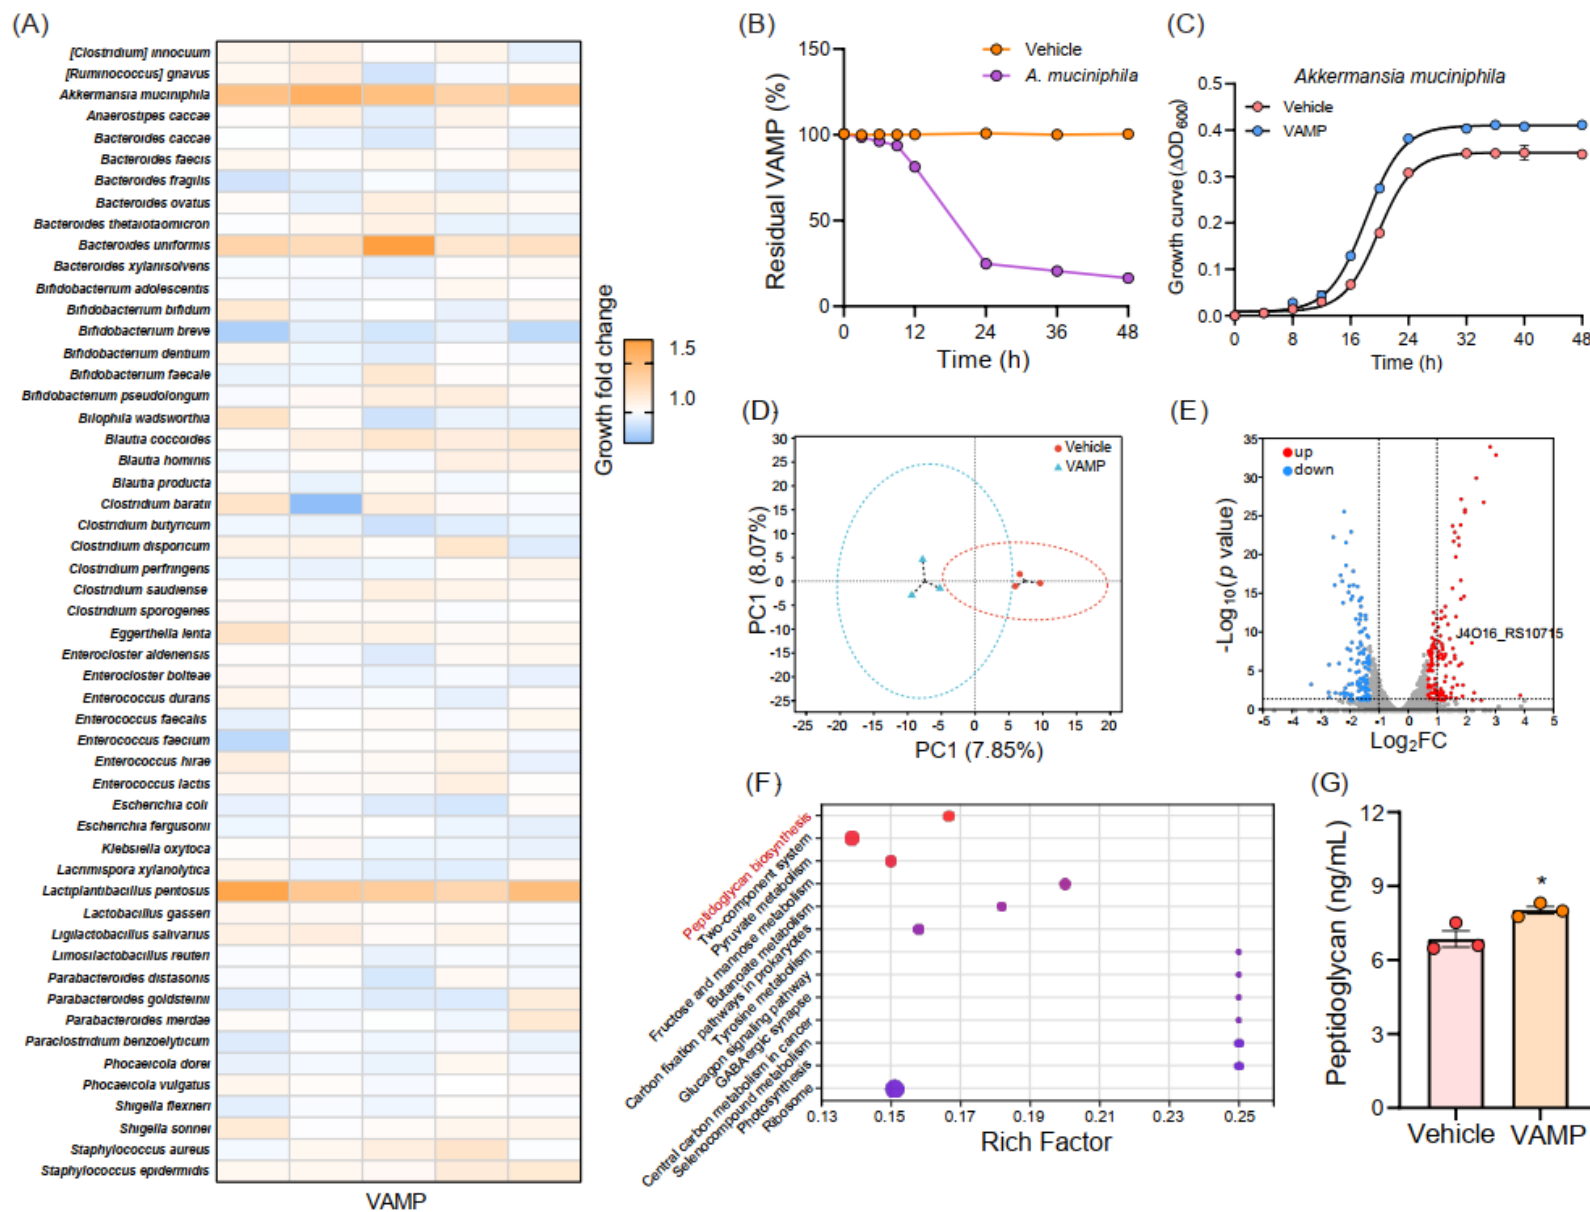 (A)
[Clostridium] innocuum
[Ruminococcus] gnavus
Akkermansia muciniphila
Anaerostipes caccae
Bacteroides caccae
Bacteroides faecis
Bacteroides fragilis
Bacteroides ovatus
Bacteroides thetaiotaomicron
Bacteroides uniformis
Bacteroides xylanisolvens
Bifidobacterium adolescentis
Bifidobacterium bifidum
Bifidobacterium breve
Bifidobacterium dentium
Bifidobacterium faecale
Bifidobacterium pseudolongum
Bilophila wadsworthia
Blautia coccoides
Blautia hominis
Blautia producta
Clostridium baratii
Clostridium butyricum
Clostridium disporicum
Clostridium perfringens
Clostridium saudiense
Clostridium sporogenes
Eggerthella lenta
Enterocloster aldenensis
Enterocloster bolteae
Enterococcus durans
Enterococcus faecalis
Enterococcus faecium
Enterococcus hirae
Enterococcus lactis
Escherichia coli
Escherichia fergusonii
Klebsiella oxytoca
Lacrimispora xylanolytica
Lactiplantibacillus pentosus
Lactobacillus gasseri
Ligilactobacillus salivarius
Limosilactobacillus reuteri
Parabacteroides distasonis
Parabacteroides goldsteinii
Parabacteroides merdae
Paraclostridium benzoelyticum
Phocaeicola dorei
Phocaeicola vulgatus
Shigella flexneri
Shigella sonnei
Staphylococcus aureus
Staphylococcus epidermidis
VAMP
Growth fold change
1.5
1.0
(B)
Vehicle
A. muciniphila
Residual VAMP (%)
150
100
50
0
0 12 24 36 48
Time (h)
(C)
Akkermansia muciniphila
Vehicle
VAMP
Growth curve (ΔOD600)
0.5
0.4
0.3
0.2
0.1
0.0
0 8 16 24 32 40 48
Time (h)
(D)
Vehicle
VAMP
PC1 (8.07%)
30
25
20
15
10
5
0
-5
-10
-15
-20
-25
-25 -20 -15 -10 -5 0 5 10 15 20
PC1 (7.85%)
(E)
up
down
J4O16_RS10715
-Log10(p value)
35
30
25
20
15
10
5
0
-5 -4 -3 -2 -1 0 1 2 3 4 5
Log2FC
(F)
Peptidoglycan biosynthesis
Two-component system
Pyruvate metabolism
Fructose and mannose metabolism
Butanoate metabolism
Carbon fixation pathways in prokaryotes
Tyrosine metabolism
Glucagon signaling pathway
GABAergic synapse
Central carbon metabolism in cancer
Selenocompound metabolism
Photosynthesis
Ribosome
0.13 0.15 0.17 0.19 0.21 0.23 0.25
Rich Factor
(G)
Peptidoglycan (ng/mL)
12
9
6
3
0
*
Vehicle VAMP